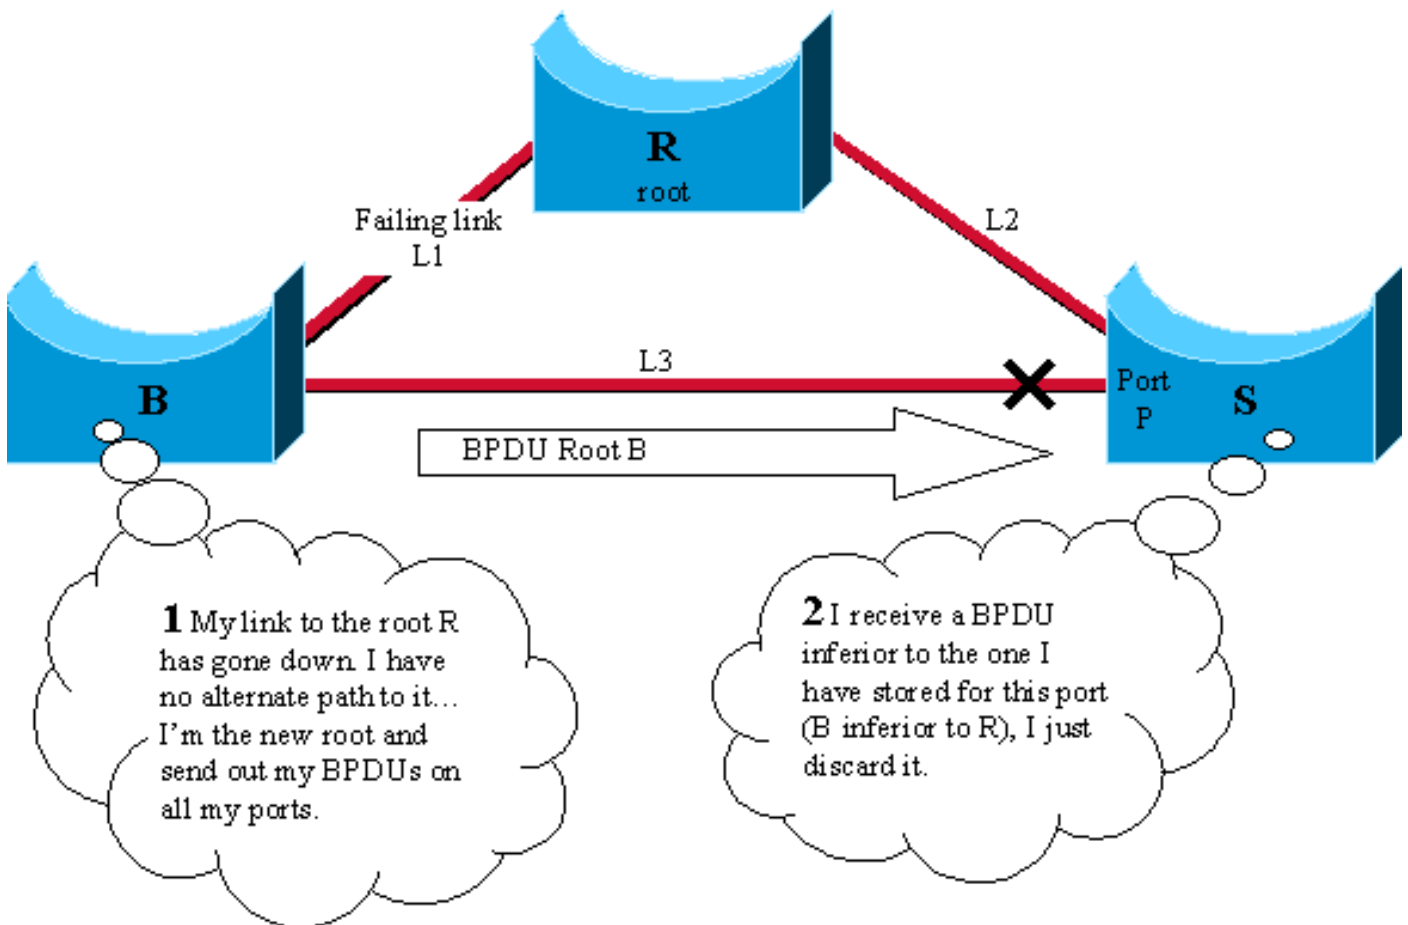 R
root
Failing link
L1
L2
L3
B
Port
P
S
BPDU Root B
1 My link to the root R
has gone down. I have
no alternate path to it...
I'm the new root and
send out my BPDUs on
all my ports.
2 I receive a BPDU
inferior to the one I
have stored for this port
(B inferior to R), I just
discard it.